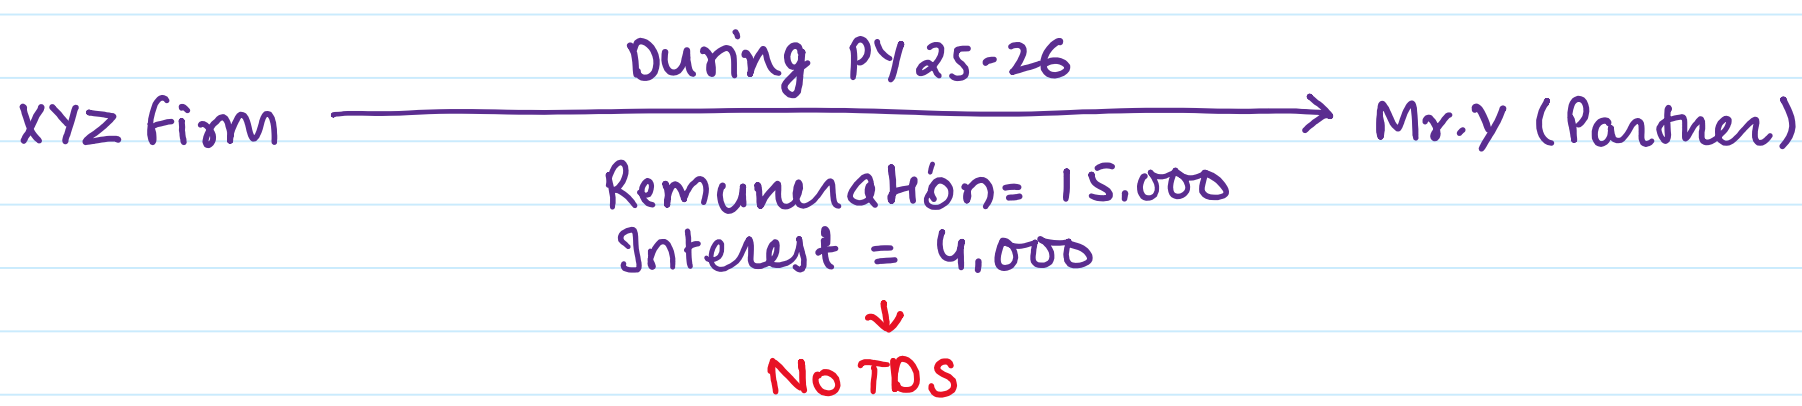 During PY 25-26
XYZ Firm → Mr. Y (Partner)
Remuneration = 15,000
Interest = 4,000
↓
No TDS